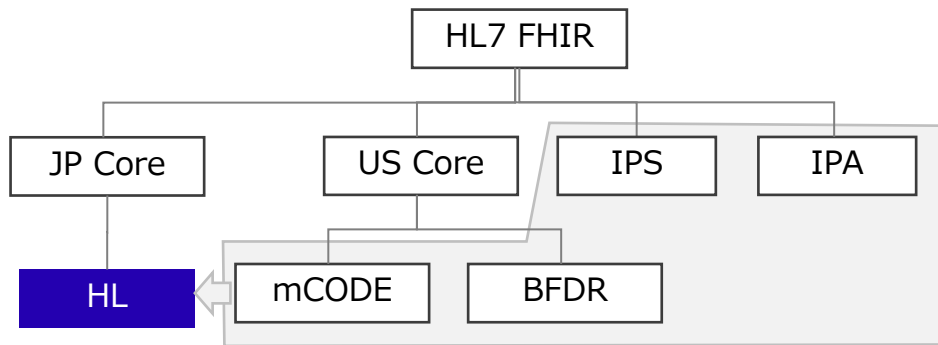 HL7 FHIR
JP Core
US Core
IPS
IPA
HL
mCODE
BFDR